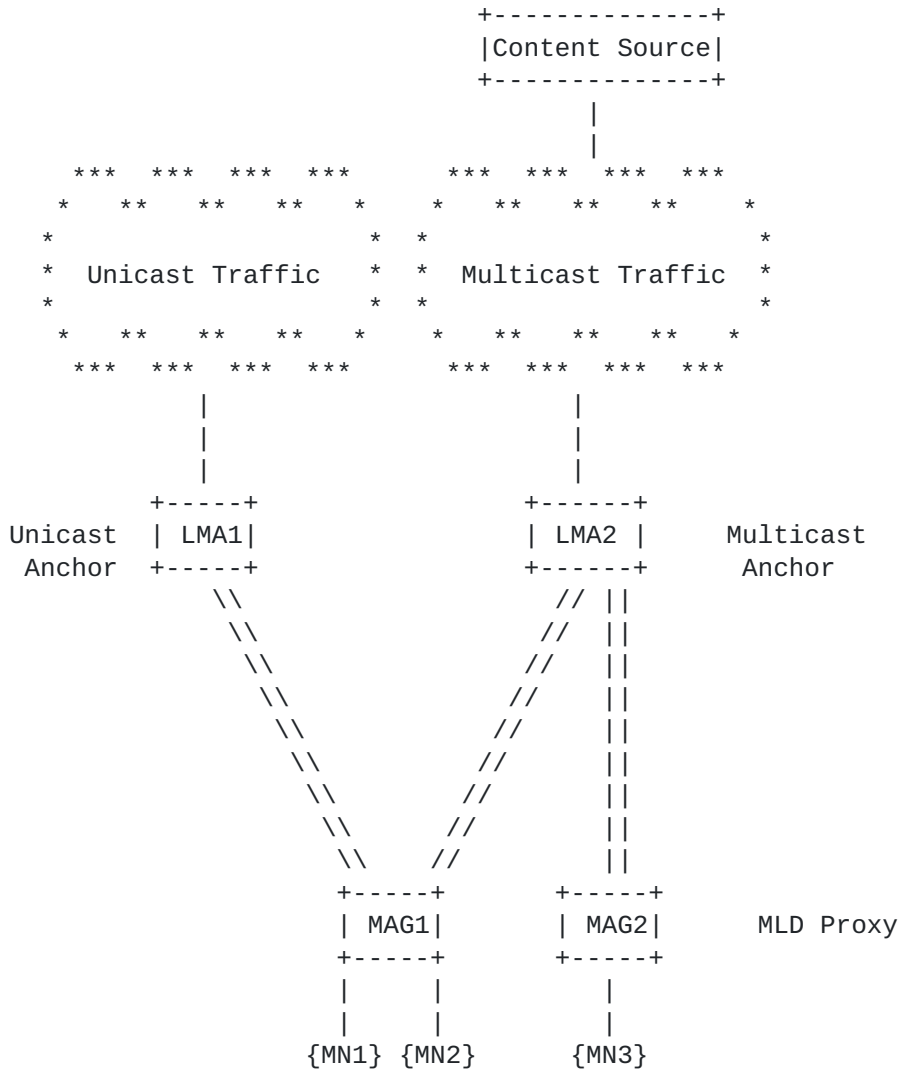 Content Source
Unicast Traffic Multicast Traffic
Unicast LMA1 LMA2 Multicast
Anchor Anchor
MAG1 MAG2 MLD Proxy
{MN1} {MN2} {MN3}